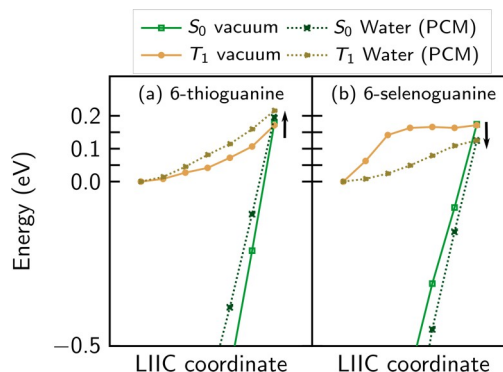 S₀ vacuum S₀ Water (PCM)
T₁ vacuum T₁ Water (PCM)
(a) 6-thioguanine (b) 6-selenoguanine
0.2
0.1
0.0
−0.5
Energy (eV)
LIIC coordinate LIIC coordinate